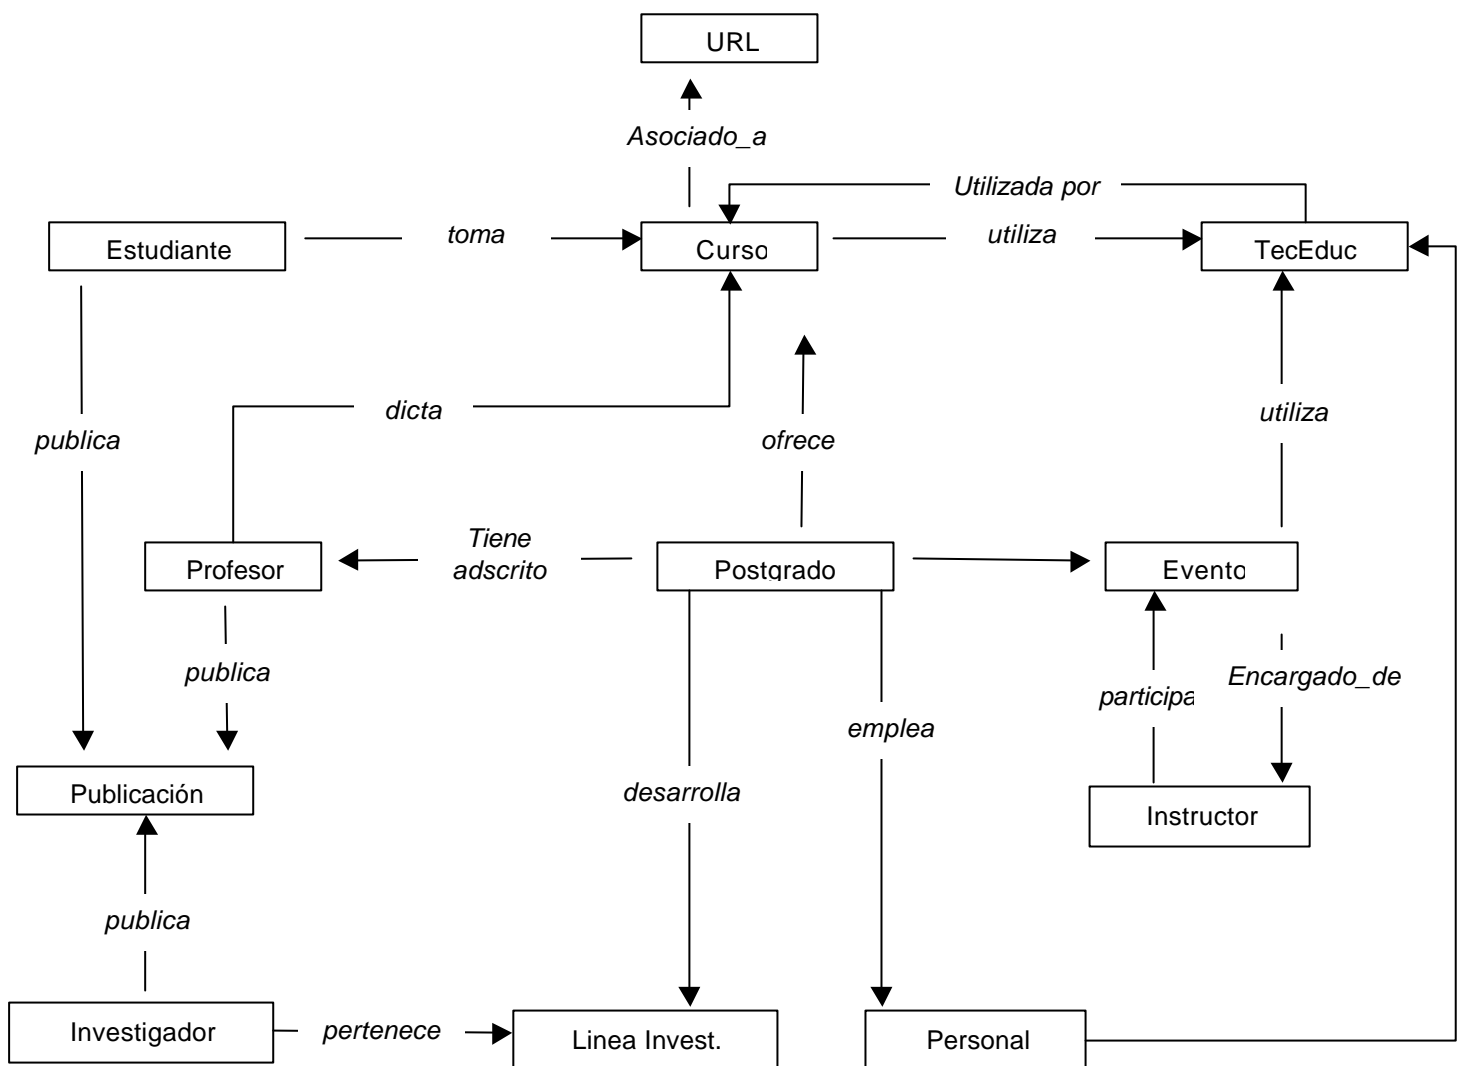 URL
Asociado_a
Utilizada por
Estudiante
toma
Curso
utiliza
TecEduc
dicta
publica
ofrece
utiliza
Tiene
adscrito
Profesor
Postgrado
Evento
publica
participa
Encargado_de
emplea
Publicación
desarrolla
Instructor
publica
Investigador
pertenece
Linea Invest.
Personal